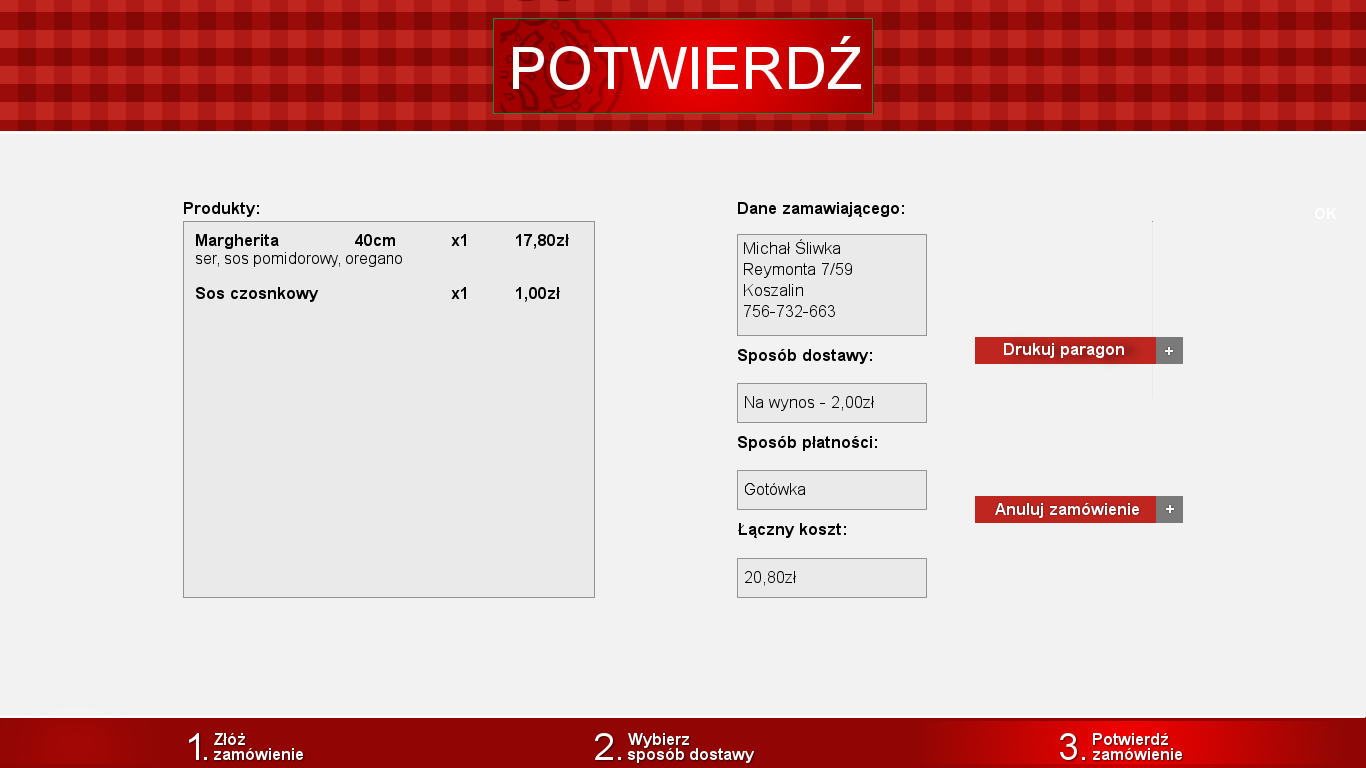 POTWIERDŹ
Produkty:
Margherita 40cm x1 17,80zł
ser, sos pomidorowy, oregano
Sos czosnkowy x1 1,00zł
Dane zamawiającego:
Michał Śliwka
Reymonta 7/59
Koszalin
756-732-663
Sposób dostawy:
Na wynos - 2,00zł
Sposób płatności:
Gotówka
Łączny koszt:
20,80zł
OK
Drukuj paragon +
Anuluj zamówienie +
1. Złóż
zamówienie
2. Wybierz
sposób dostawy
3. Potwierdź
zamówienie